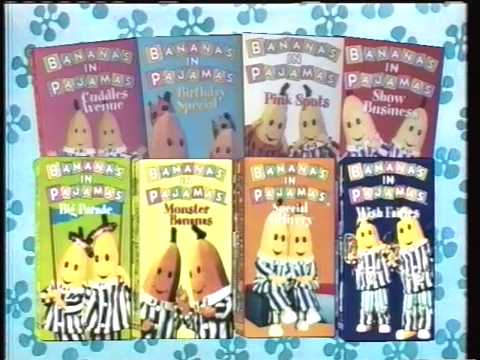 BANANAS
IN
PAJAMAS
Cuddles
Avenue
BANANAS
IN
PAJAMAS
Birthday
Special
BANANAS
IN
PAJAMAS
Pink Spots
BANANAS
IN
PAJAMAS
Show
Business
BANANAS
IN
PAJAMAS
Big Parade
BANANAS
IN
PAJAMAS
Monster
Bananas
BANANAS
IN
PAJAMAS
Special
Delivery
BANANAS
IN
PAJAMAS
Wish Fairies